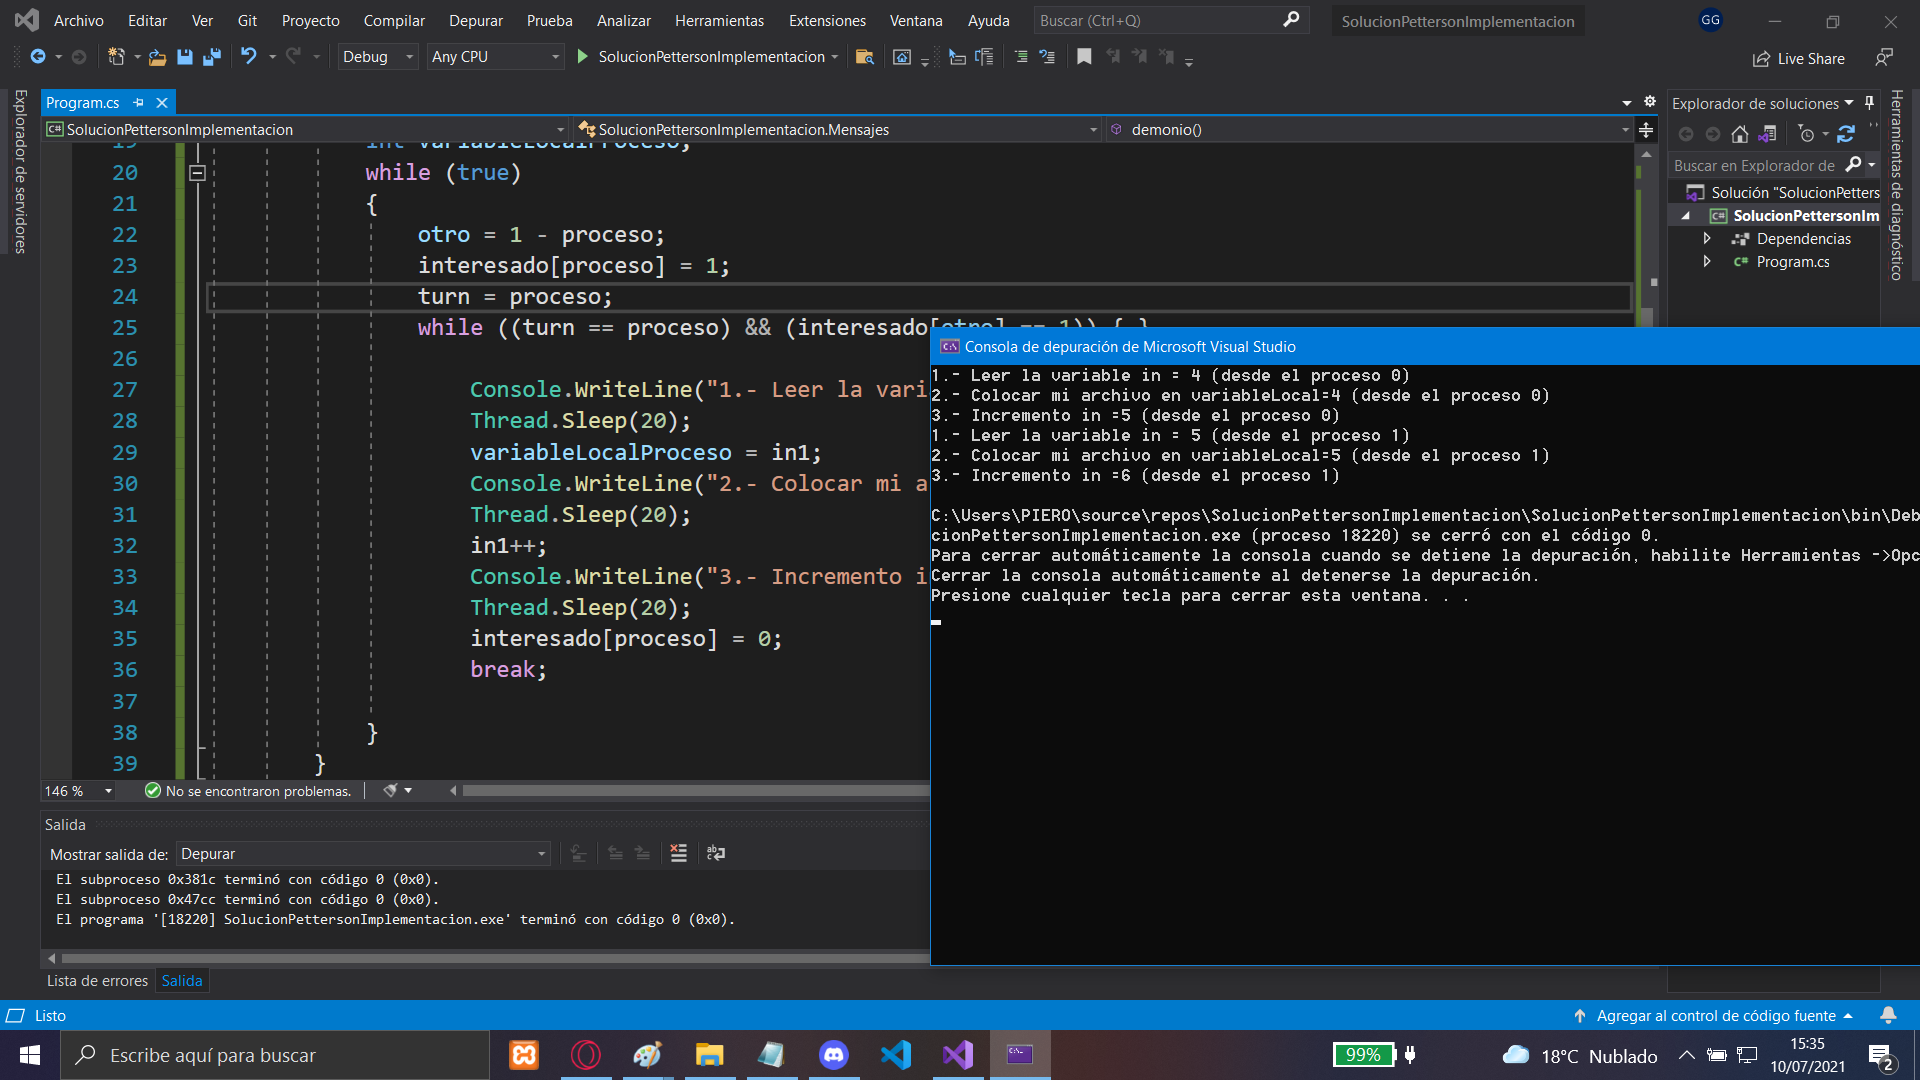 Archivo Editar Ver Git Proyecto Compilar Depurar Prueba Analizar Herramientas Extensiones Ventana Ayuda Buscar (Ctrl+Q) SolucionPettersonImplementacion GG
Debug Any CPU SolucionPettersonImplementacion Live Share
Explorador de servidores
Program.cs
SolucionPettersonImplementacion SolucionPettersonImplementacion.Mensajes demonio()
20 while (true)
21 {
22 otro = 1 - proceso;
23 interesado[proceso] = 1;
24 turn = proceso;
25 while ((turn == proceso) && (interesado[otro] == 1)) { }
26
27 Console.WriteLine("1.- Leer la vari
28 Thread.Sleep(20);
29 variableLocalProceso = in1;
30 Console.WriteLine("2.- Colocar mi a
31 Thread.Sleep(20);
32 in1++;
33 Console.WriteLine("3.- Incremento i
34 Thread.Sleep(20);
35 interesado[proceso] = 0;
36 break;
37
38 }
39 }
146 % No se encontraron problemas.
Salida
Mostrar salida de: Depurar
El subproceso 0x381c terminó con código 0 (0x0).
El subproceso 0x47cc terminó con código 0 (0x0).
El programa '[18220] SolucionPettersonImplementacion.exe' terminó con código 0 (0x0).
Lista de errores Salida
Consola de depuración de Microsoft Visual Studio
1.- Leer la variable in = 4 (desde el proceso 0)
2.- Colocar mi archivo en variableLocal=4 (desde el proceso 0)
3.- Incremento in =5 (desde el proceso 0)
1.- Leer la variable in = 5 (desde el proceso 1)
2.- Colocar mi archivo en variableLocal=5 (desde el proceso 1)
3.- Incremento in =6 (desde el proceso 1)
C:\Users\PIERO\source\repos\SolucionPettersonImplementacion\SolucionPettersonImplementacion\bin\Deb
cionPettersonImplementacion.exe (proceso 18220) se cerró con el código 0.
Para cerrar automáticamente la consola cuando se detiene la depuración, habilite Herramientas ->Opc
Cerrar la consola automáticamente al detenerse la depuración.
Presione cualquier tecla para cerrar esta ventana. . .
Explorador de soluciones
Buscar en Explorador de
Solución "SolucionPetters
SolucionPettersonIm
Dependencias
C# Program.cs
Herramientas de diagnóstico
Listo Agregar al control de código fuente
Escribe aquí para buscar 99% 18°C Nublado 15:35
10/07/2021 2